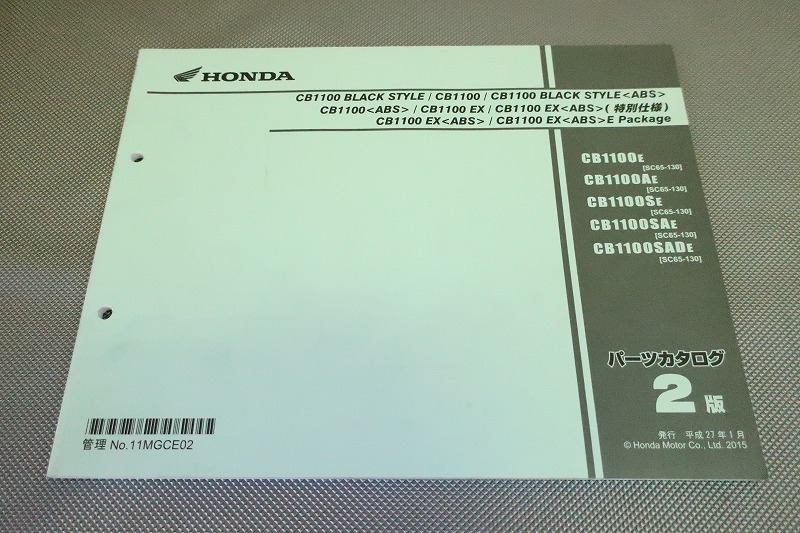 HONDA
CB1100 BLACK STYLE / CB1100 / CB1100 BLACK STYLE<ABS>
CB1100<ABS> / CB1100 EX / CB1100 EX<ABS>(特別仕様)
CB1100 EX<ABS> / CB1100 EX<ABS>E Package
CB1100E
[SC65-130]
CB1100AE
[SC65-130]
CB1100SE
[SC65-130]
CB1100SAE
[SC65-130]
CB1100SADE
[SC65-130]
パーツカタログ
2版
発行 平成27年1月
© Honda Motor Co., Ltd. 2015
管理 No.11MGCE02